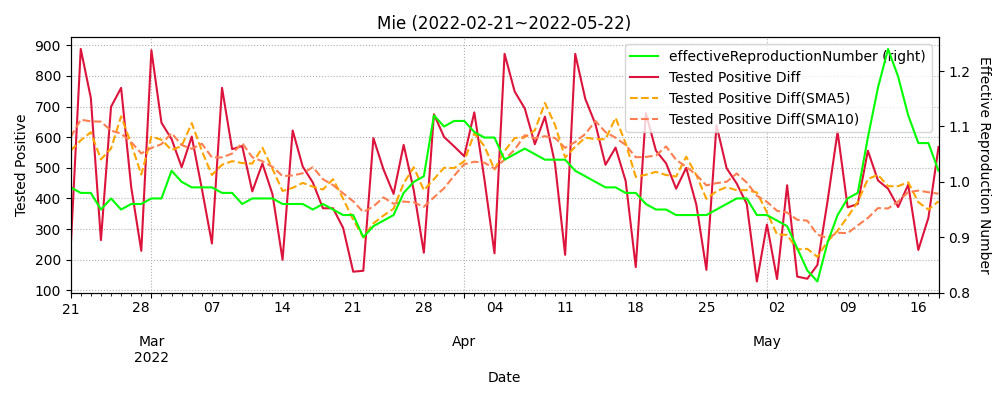 Mie (2022-02-21~2022-05-22)
effectiveReproductionNumber (right)
Tested Positive Diff
Tested Positive Diff(SMA5)
Tested Positive Diff(SMA10)
Tested Positive
900
800
700
600
500
400
300
200
100
1.2
1.1
1.0
0.9
0.8
Effective Reproduction Number
21 28 07 14 21 28 04 11 18 25 02 09 16
Mar Apr May
2022
Date